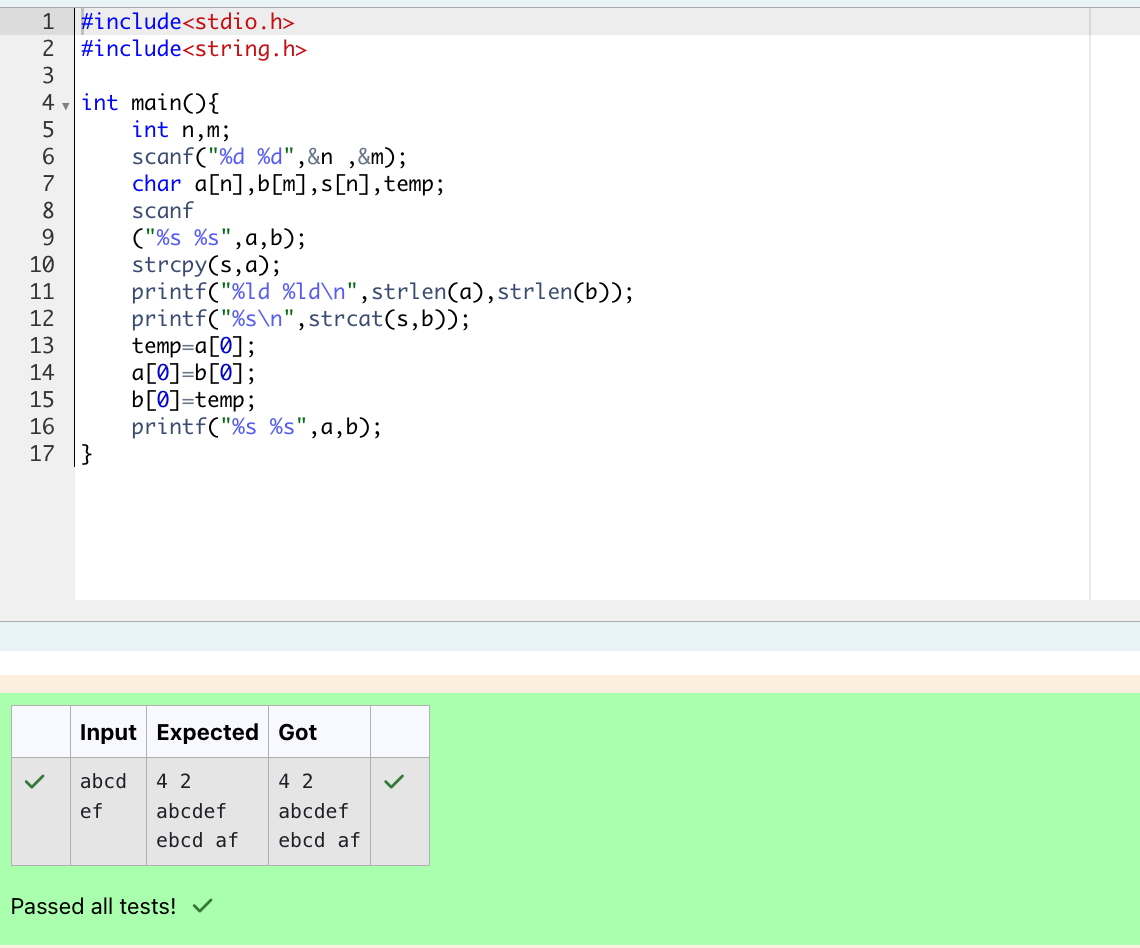 1 #include<stdio.h>
2 #include<string.h>
3
4 int main(){
5     int n,m;
6     scanf("%d %d",&n ,&m);
7     char a[n],b[m],s[n],temp;
8     scanf
9     ("%s %s",a,b);
10     strcpy(s,a);
11     printf("%ld %ld\n",strlen(a),strlen(b));
12     printf("%s\n",strcat(s,b));
13     temp=a[0];
14     a[0]=b[0];
15     b[0]=temp;
16     printf("%s %s",a,b);
17 }
Input Expected Got
abcd 4 2 4 2
ef abcdef abcdef
ebcd af ebcd af
Passed all tests!